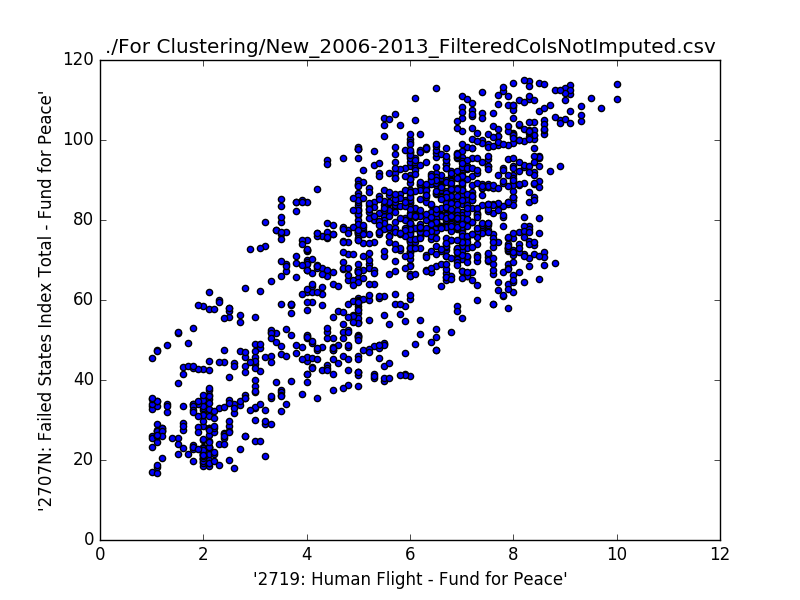 ./For Clustering/New_2006-2013_FilteredColsNotImputed.csv
120
100
80
60
40
20
0
'2707N: Failed States Index Total - Fund for Peace'
0 2 4 6 8 10 12
'2719: Human Flight - Fund for Peace'